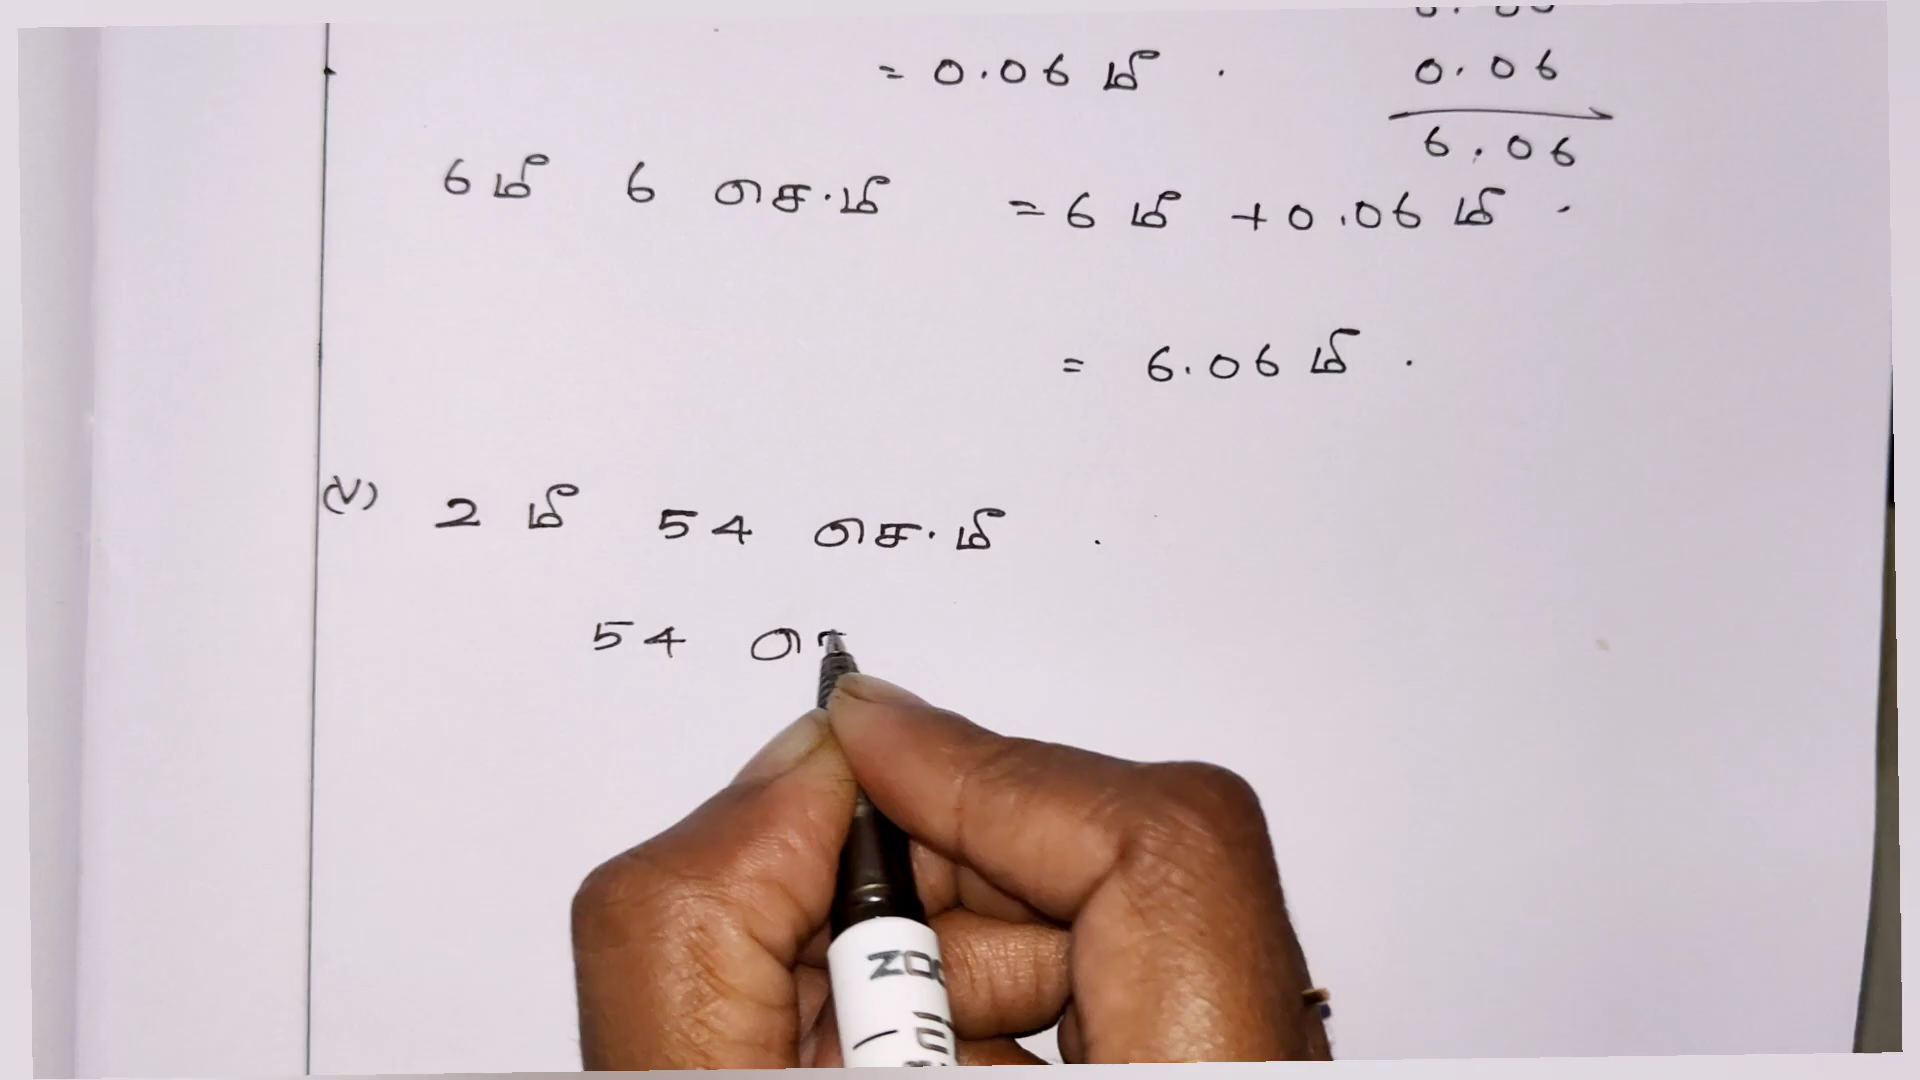 = 0.06 மீ.
0.06
6.06
6 மீ 6 செ.மீ = 6 மீ + 0.06 மீ.
= 6.06 மீ.
(v) 2 மீ 54 செ.மீ.
54